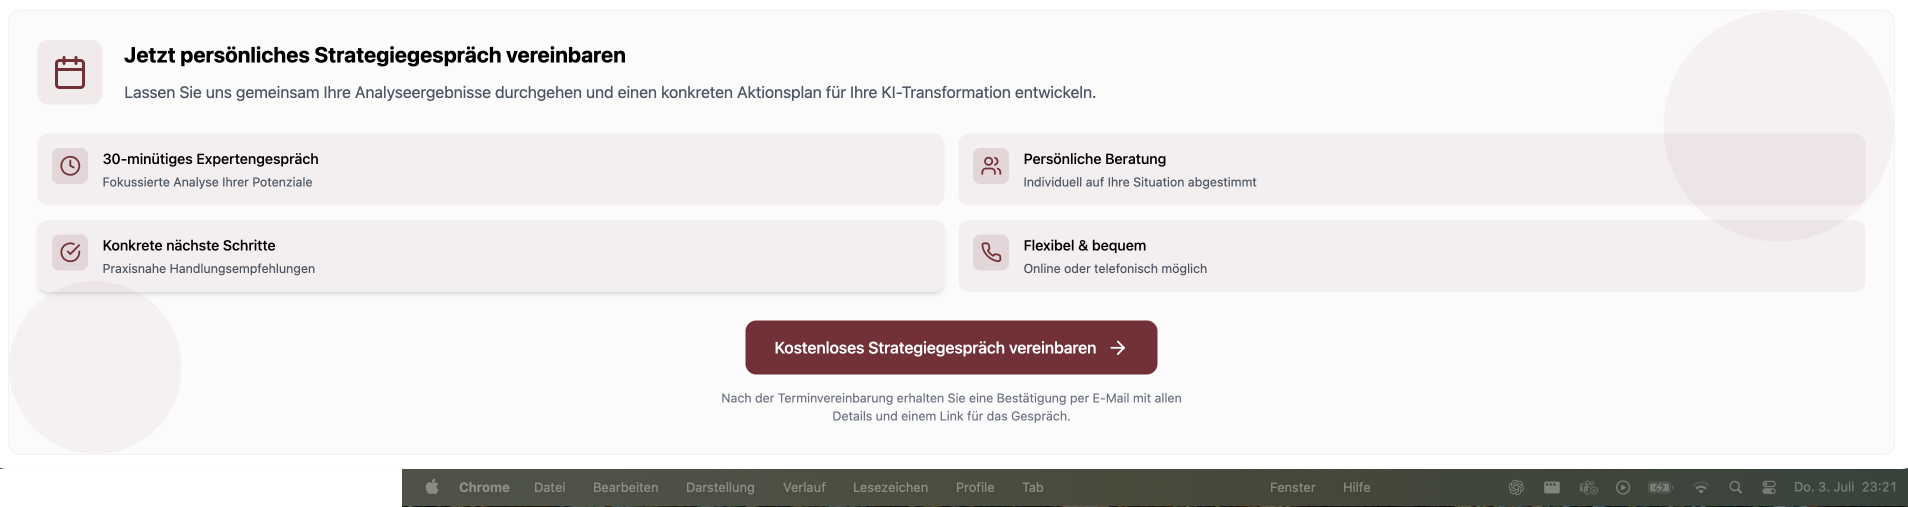 Jetzt persönliches Strategiegespräch vereinbaren
Lassen Sie uns gemeinsam Ihre Analyseergebnisse durchgehen und einen konkreten Aktionsplan für Ihre KI-Transformation entwickeln.
30-minütiges Expertengespräch
Fokussierte Analyse Ihrer Potenziale
Persönliche Beratung
Individuell auf Ihre Situation abgestimmt
Konkrete nächste Schritte
Praxisnahe Handlungsempfehlungen
Flexibel & bequem
Online oder telefonisch möglich
Kostenloses Strategiegespräch vereinbaren
Nach der Terminvereinbarung erhalten Sie eine Bestätigung per E-Mail mit allen
Details und einem Link für das Gespräch.
Chrome Datei Bearbeiten Darstellung Verlauf Lesezeichen Profile Tab Fenster Hilfe Do. 3. Juli 23:21